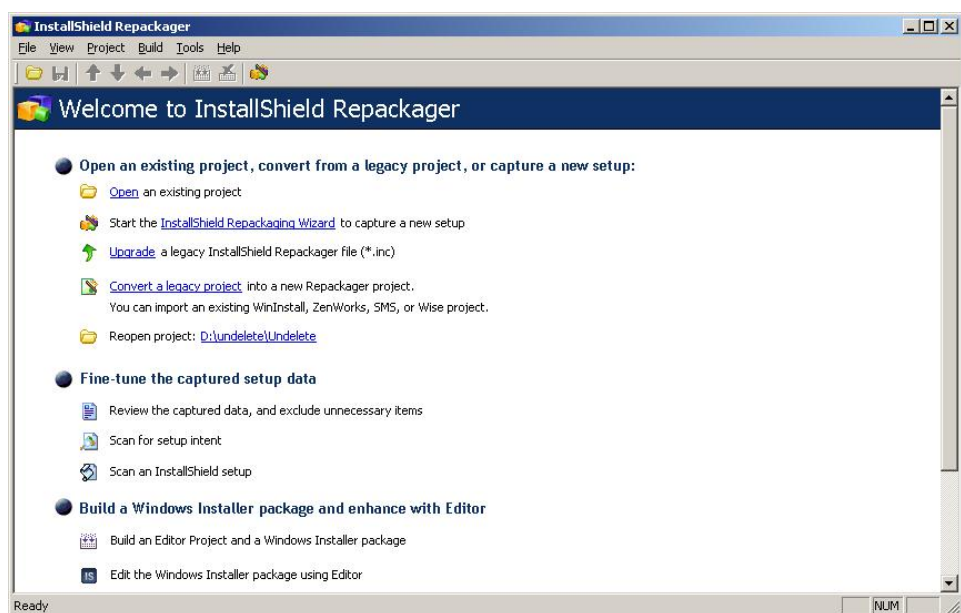 InstallShield Repackager
File View Project Build Tools Help
Welcome to InstallShield Repackager
Open an existing project, convert from a legacy project, or capture a new setup:
Open an existing project
Start the InstallShield Repackaging Wizard to capture a new setup
Upgrade a legacy InstallShield Repackager file (*.inc)
Convert a legacy project into a new Repackager project.
You can import an existing WinInstall, ZenWorks, SMS, or Wise project.
Reopen project: D:\undelete\Undelete
Fine-tune the captured setup data
Review the captured data, and exclude unnecessary items
Scan for setup intent
Scan an InstallShield setup
Build a Windows Installer package and enhance with Editor
Build an Editor Project and a Windows Installer package
IS Edit the Windows Installer package using Editor
Ready NUM